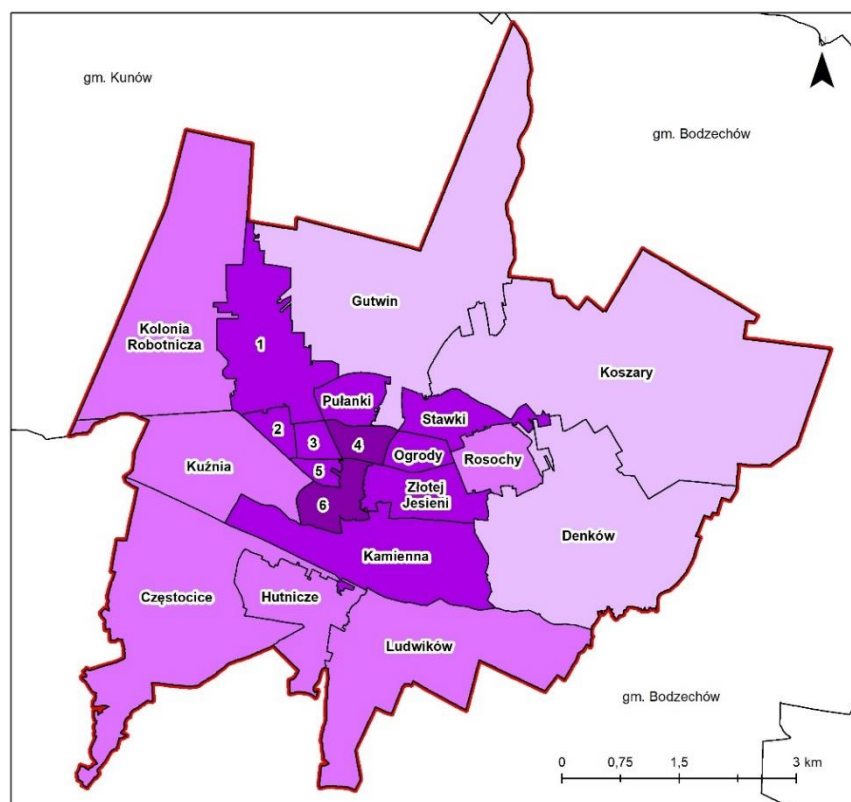 gm. Kunów
gm. Bodzechów
Gutwin
Kolonia
Robotnicza
1
Koszary
Pułanki
Stawki
2
3
4
Ogrody
Rosochy
Kuźnia
5
Złotej
Jesieni
6
Denków
Kamienna
Częstocice
Hutnicze
Ludwików
gm. Bodzechów
0 0,75 1,5 3 km